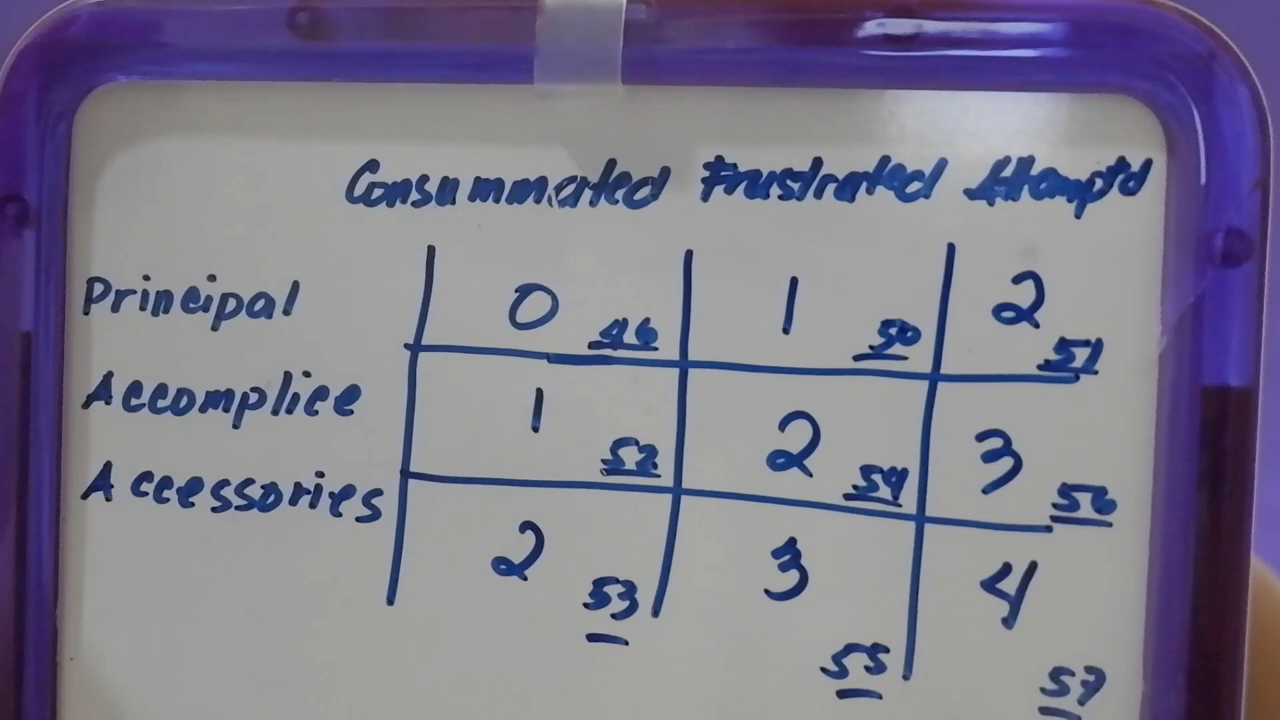 Consummated Frustrated Attempt'd
Principal 0 46 1 50 2 51
Accomplice 1 52 2 54 3 56
Accessories 2 53 3 55 4 57